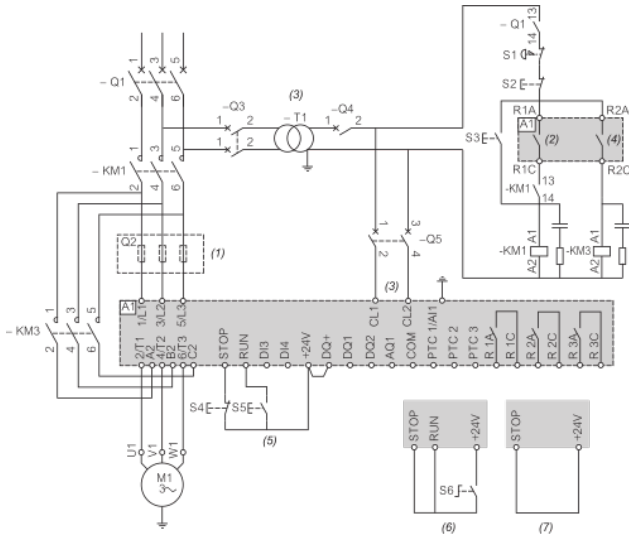 1 3 5
– Q1
2 4 6
– Q3
1 2
1 2
(3)
– T1
– Q4
1 2
13
– Q1
14
13
S1
14
S2
R1A R2A
A1
S3
(2) (4)
R1C R2C
13
-KM1
14
A1
-KM1
A2
A1
-KM3
A2
1 3 5
– KM1
2 4 6
Q2
(1)
1 3
–Q5
2 4
(3)
1 3 5
– KM3
2 4 6
A1
1/L1 3/L2 5/L3
CL1 CL2 PTC 1/AI1
2/T1 A2 4/T2 B2 6/T3 C2
STOP RUN DI3 DI4 +24V DQ+ DQ1 DQ2 AQ1 COM PTC 2 PTC 3 R 1A R 1C R 2A R 2C R 3A R 3C
S4 S5
(5)
U1 V1 W1
M1
3
STOP RUN +24V
S6
(6)
STOP +24V
(7)